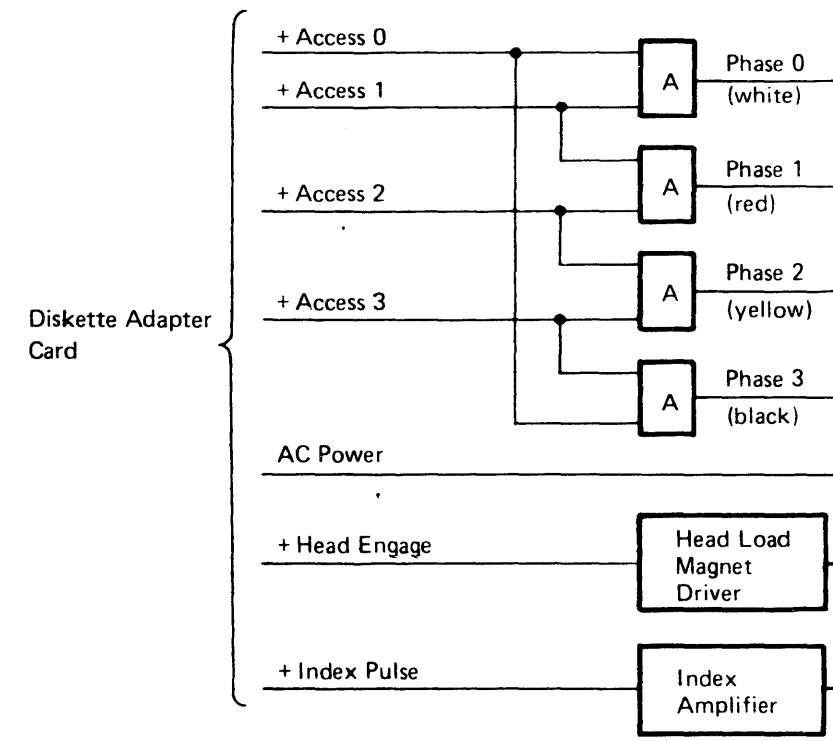 + Access 0
+ Access 1
+ Access 2
+ Access 3
Diskette Adapter
Card
A
Phase 0
(white)
A
Phase 1
(red)
A
Phase 2
(yellow)
A
Phase 3
(black)
AC Power
+ Head Engage
Head Load
Magnet
Driver
+ Index Pulse
Index
Amplifier